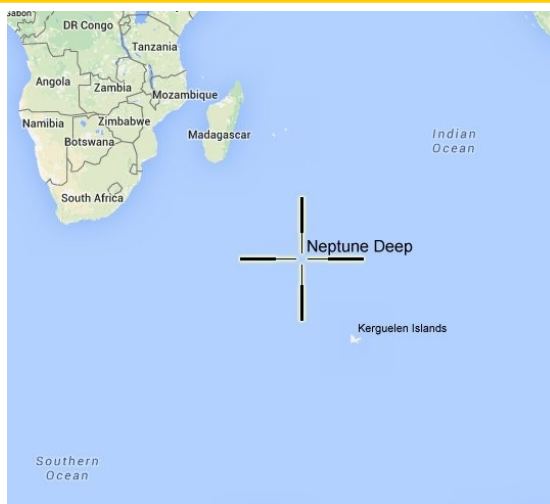 Gabon
DR Congo
Tanzania
Angola
Zambia
Mozambique
Namibia
Zimbabwe
Botswana
Madagascar
Indian
Ocean
South Africa
Neptune Deep
Kerguelen Islands
Southern
Ocean